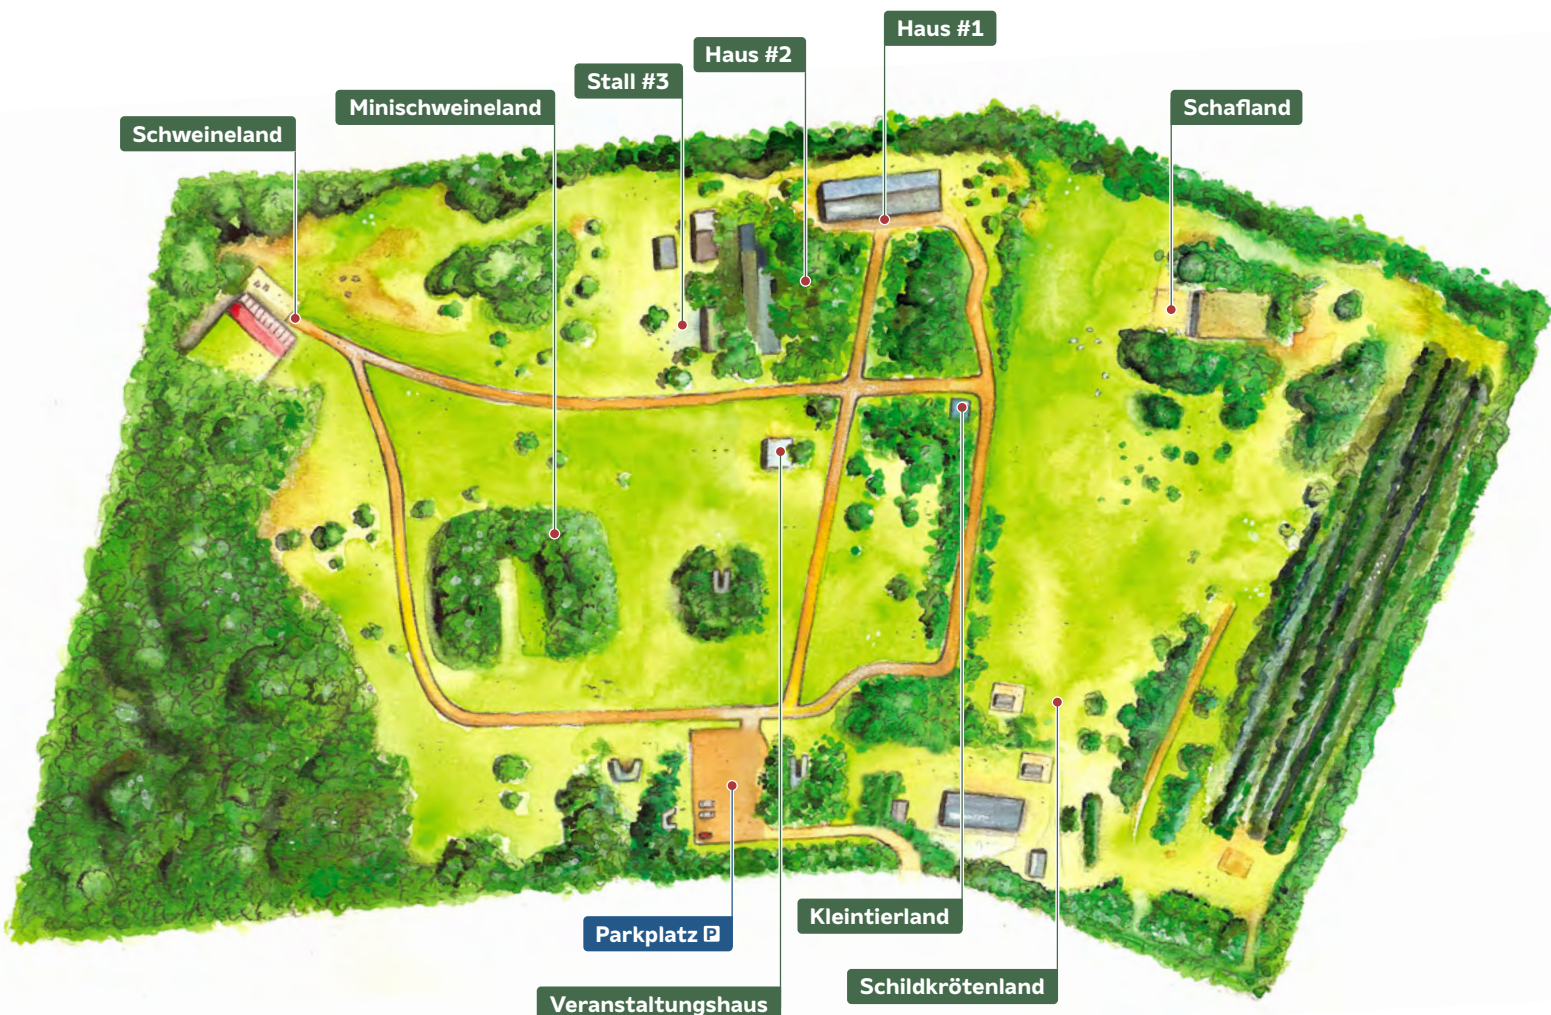 Haus #1
Haus #2
Stall #3
Minischweineland
Schafland
Schweineland
Kleintierland
Parkplatz P
Schildkrötenland
Veranstaltungshaus